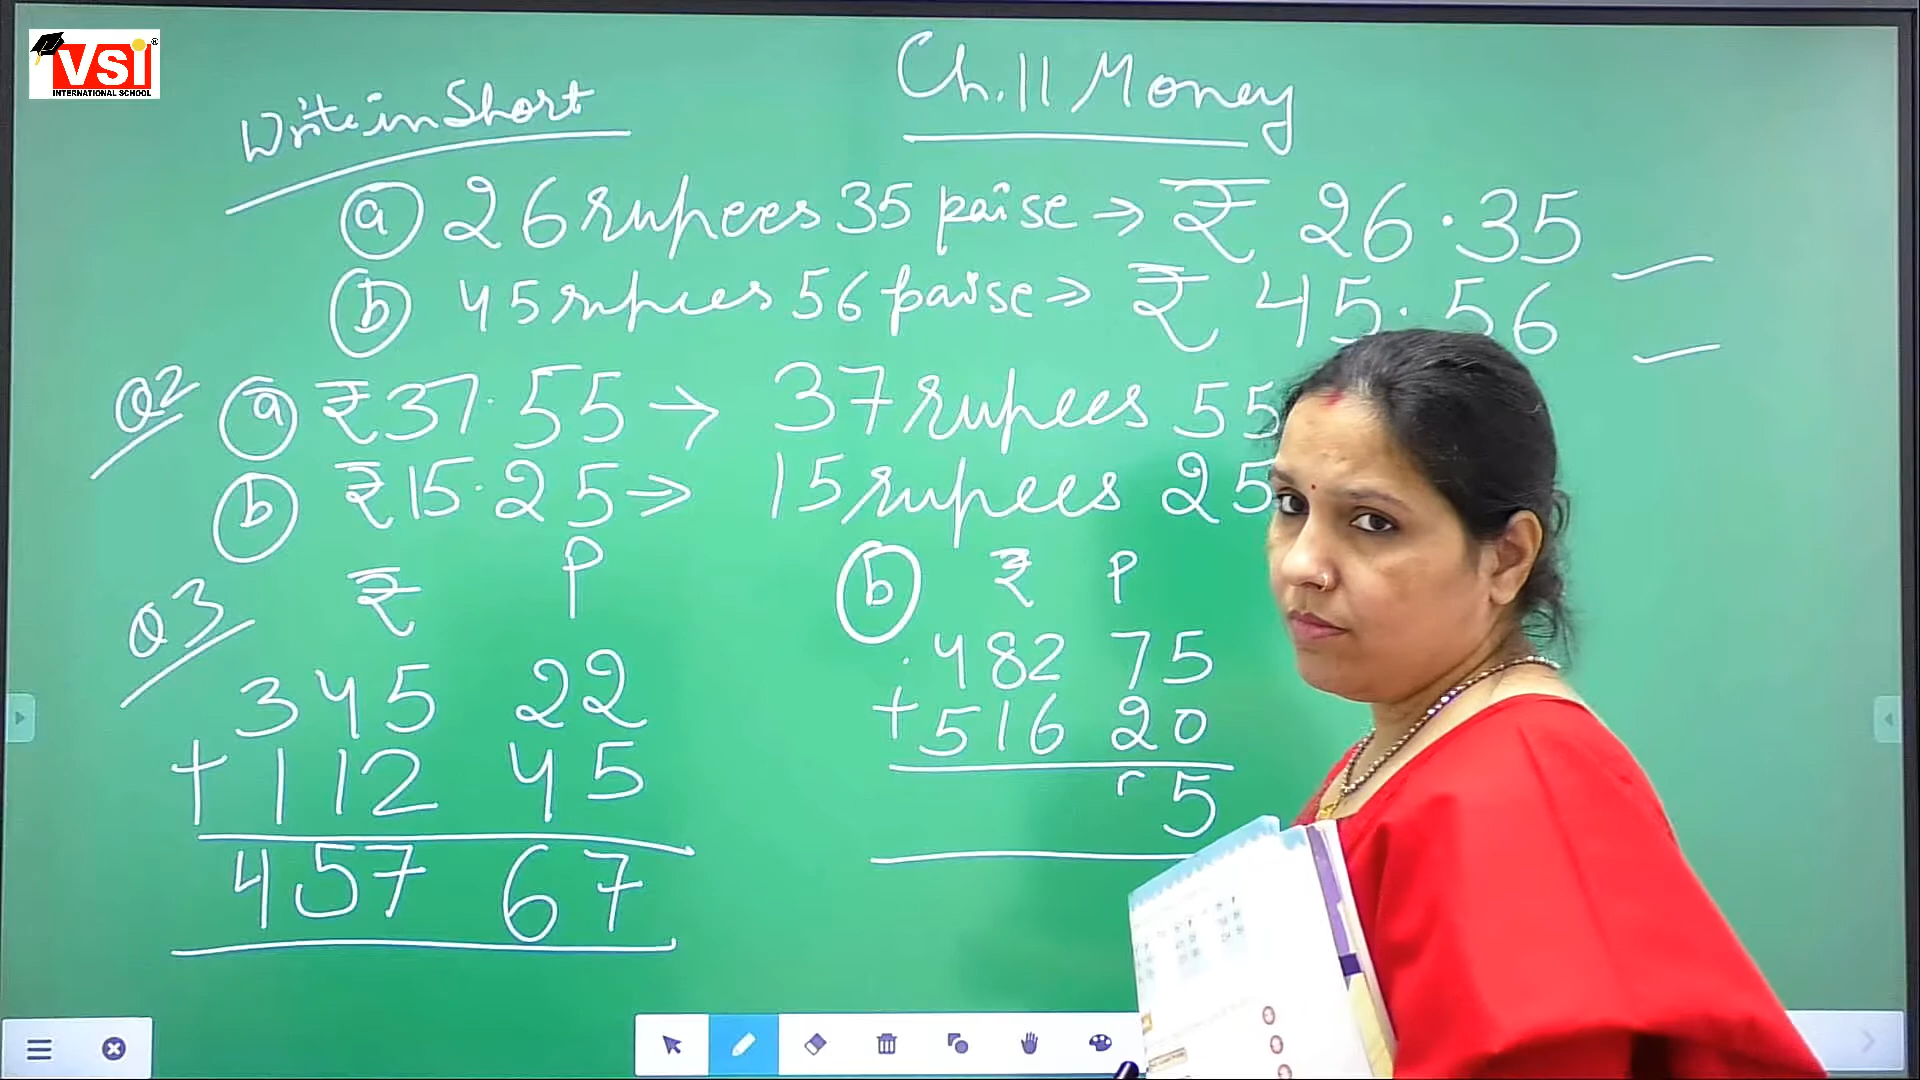 VSI
INTERNATIONAL SCHOOL
Ch.11 Money
Write in Short
(a) 26 rupees 35 paise → ₹ 26.35
(b) 45 rupees 56 paise → ₹ 45.56
Q2 (a) ₹37.55 → 37 rupees 55
(b) ₹15.25 → 15 rupees 25
Q3 ₹ P
345 22
+112 45
457 67
(b) ₹ P
482 75
+516 20
5